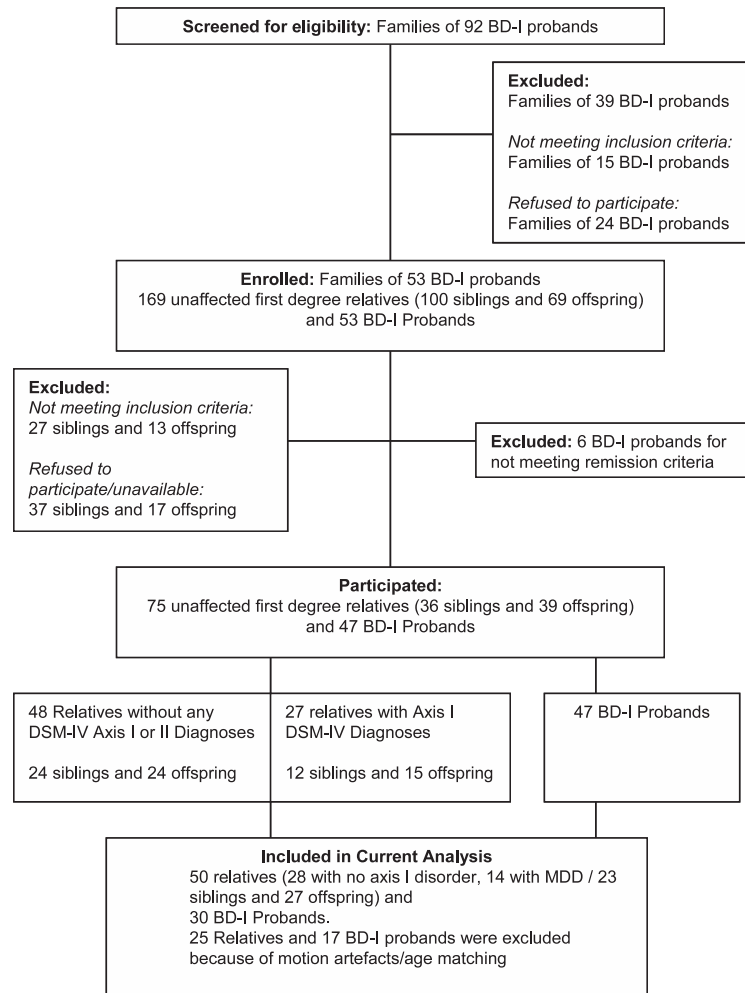 Screened for eligibility: Families of 92 BD-I probands
Excluded:
Families of 39 BD-I probands
Not meeting inclusion criteria:
Families of 15 BD-I probands
Refused to participate:
Families of 24 BD-I probands
Enrolled: Families of 53 BD-I probands
169 unaffected first degree relatives (100 siblings and 69 offspring)
and 53 BD-I Probands
Excluded:
Not meeting inclusion criteria:
27 siblings and 13 offspring
Refused to
participate/unavailable:
37 siblings and 17 offspring
Excluded: 6 BD-I probands for
not meeting remission criteria
Participated:
75 unaffected first degree relatives (36 siblings and 39 offspring)
and 47 BD-I Probands
48 Relatives without any
DSM-IV Axis I or II Diagnoses
24 siblings and 24 offspring
27 relatives with Axis I
DSM-IV Diagnoses
12 siblings and 15 offspring
47 BD-I Probands
Included in Current Analysis
50 relatives (28 with no axis I disorder, 14 with MDD / 23
siblings and 27 offspring) and
30 BD-I Probands.
25 Relatives and 17 BD-I probands were excluded
because of motion artefacts/age matching